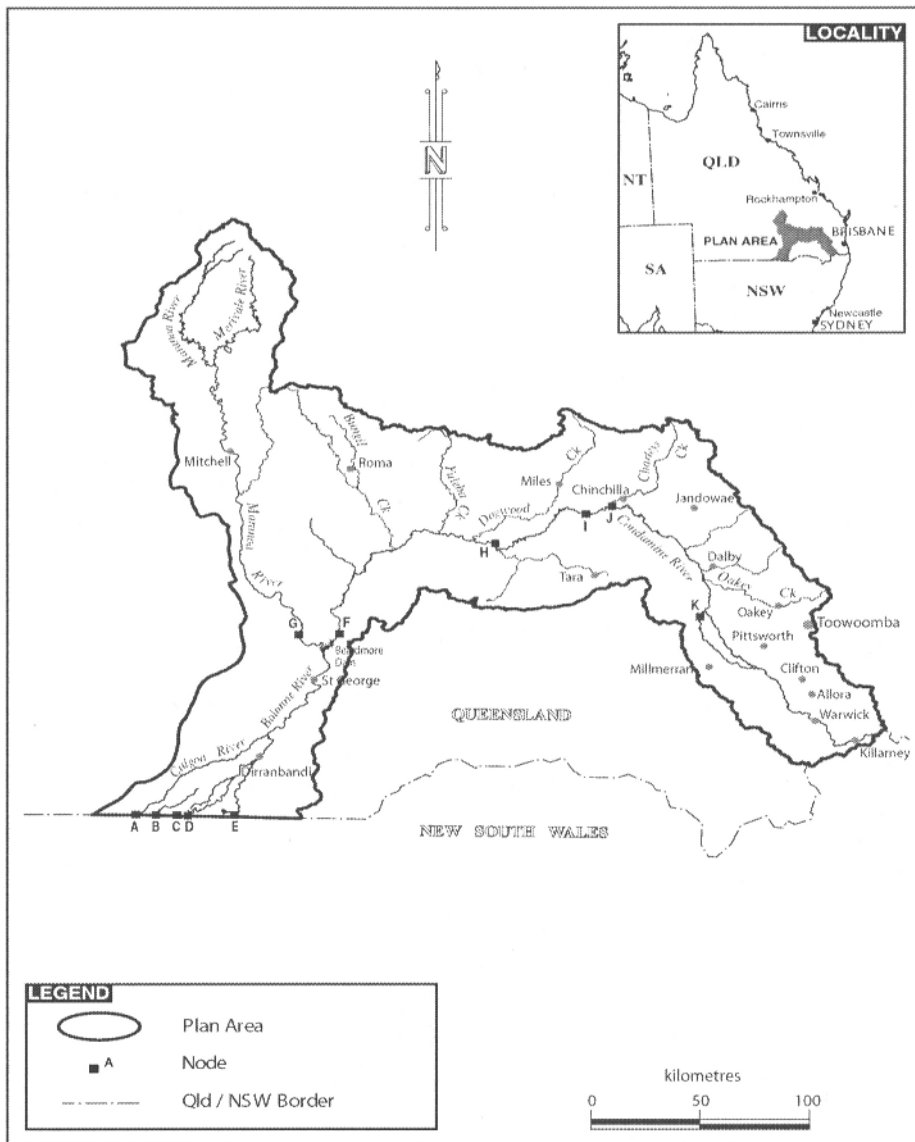 LOCALITY
Cairns
Townsville
QLD
NT
Rockhampton
BRISBANE
PLAN AREA
SA
NSW
Newcastle
SYDNEY
N
Maranoa River
Merivale River
Mitchell
Bungil
Ck
Roma
Yuleba
Ck
Miles
Dogwood
Ck
Chinchilla
Charleys
Ck
Jandowae
I
J
H
Condamine River
Maranoa
River
Tara
Dalby
Oakey
Ck
Oakey
K
Toowoomba
Pittsworth
G
F
Beardmore
Dam
Millmerran
Clifton
Allora
St George
Balonne River
Warwick
QUEENSLAND
Killarney
Culgoa River
Dirranbandi
A
B
C
D
E
NEW SOUTH WALES
LEGEND
Plan Area
A
Node
Qld / NSW Border
kilometres
0
50
100